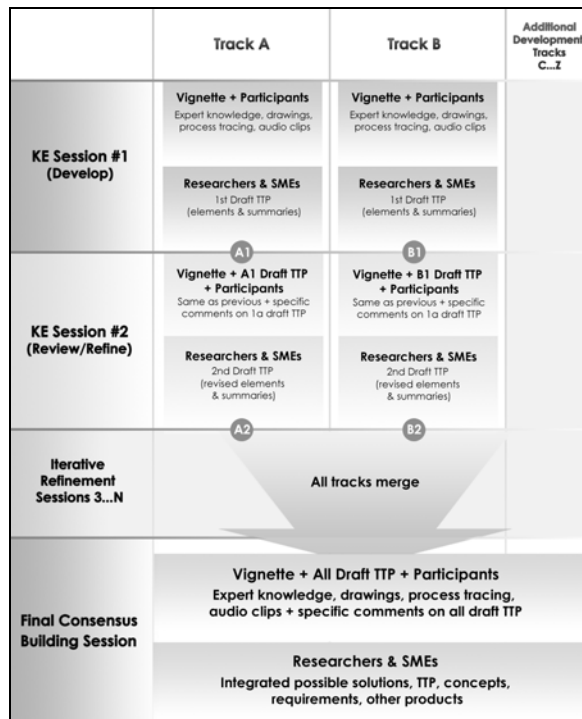 Track A
Track B
Additional
Development
Tracks
C...Z
KE Session #1
(Develop)
Vignette + Participants
Expert knowledge, drawings,
process tracing, audio clips
Researchers & SMEs
1st Draft TTP
(elements & summaries)
A1
Vignette + Participants
Expert knowledge, drawings,
process tracing, audio clips
Researchers & SMEs
1st Draft TTP
(elements & summaries)
B1
KE Session #2
(Review/Refine)
Vignette + A1 Draft TTP
+ Participants
Same as previous + specific
comments on 1a draft TTP
Researchers & SMEs
2nd Draft TTP
(revised elements
& summaries)
A2
Vignette + B1 Draft TTP
+ Participants
Same as previous + specific
comments on 1a draft TTP
Researchers & SMEs
2nd Draft TTP
(revised elements
& summaries)
B2
Iterative
Refinement
Sessions 3...N
All tracks merge
Final Consensus
Building Session
Vignette + All Draft TTP + Participants
Expert knowledge, drawings, process tracing,
audio clips + specific comments on all draft TTP
Researchers & SMEs
Integrated possible solutions, TTP, concepts,
requirements, other products